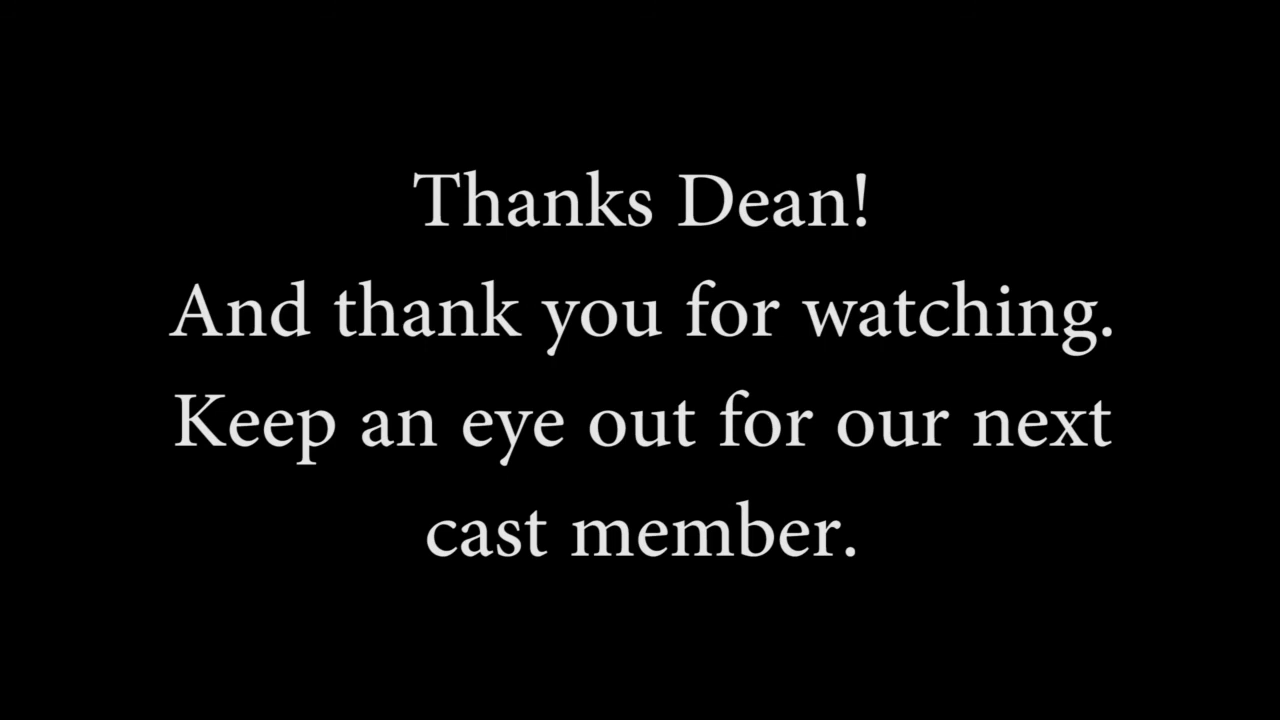 Thanks Dean!
And thank you for watching.
Keep an eye out for our next
cast member.